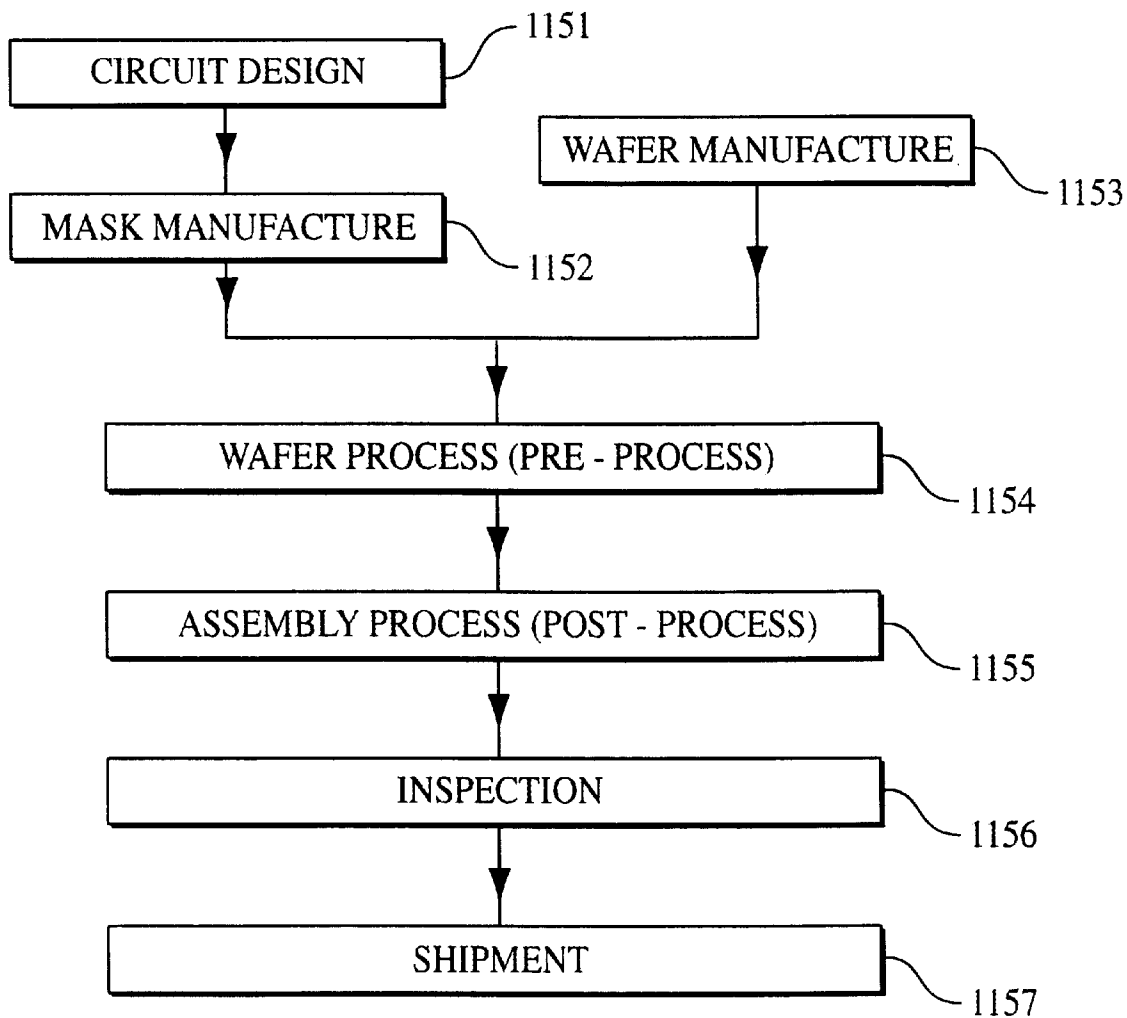 1151
CIRCUIT DESIGN
WAFER MANUFACTURE
1153
MASK MANUFACTURE
1152
WAFER PROCESS (PRE - PROCESS)
1154
ASSEMBLY PROCESS (POST - PROCESS)
1155
INSPECTION
1156
SHIPMENT
1157